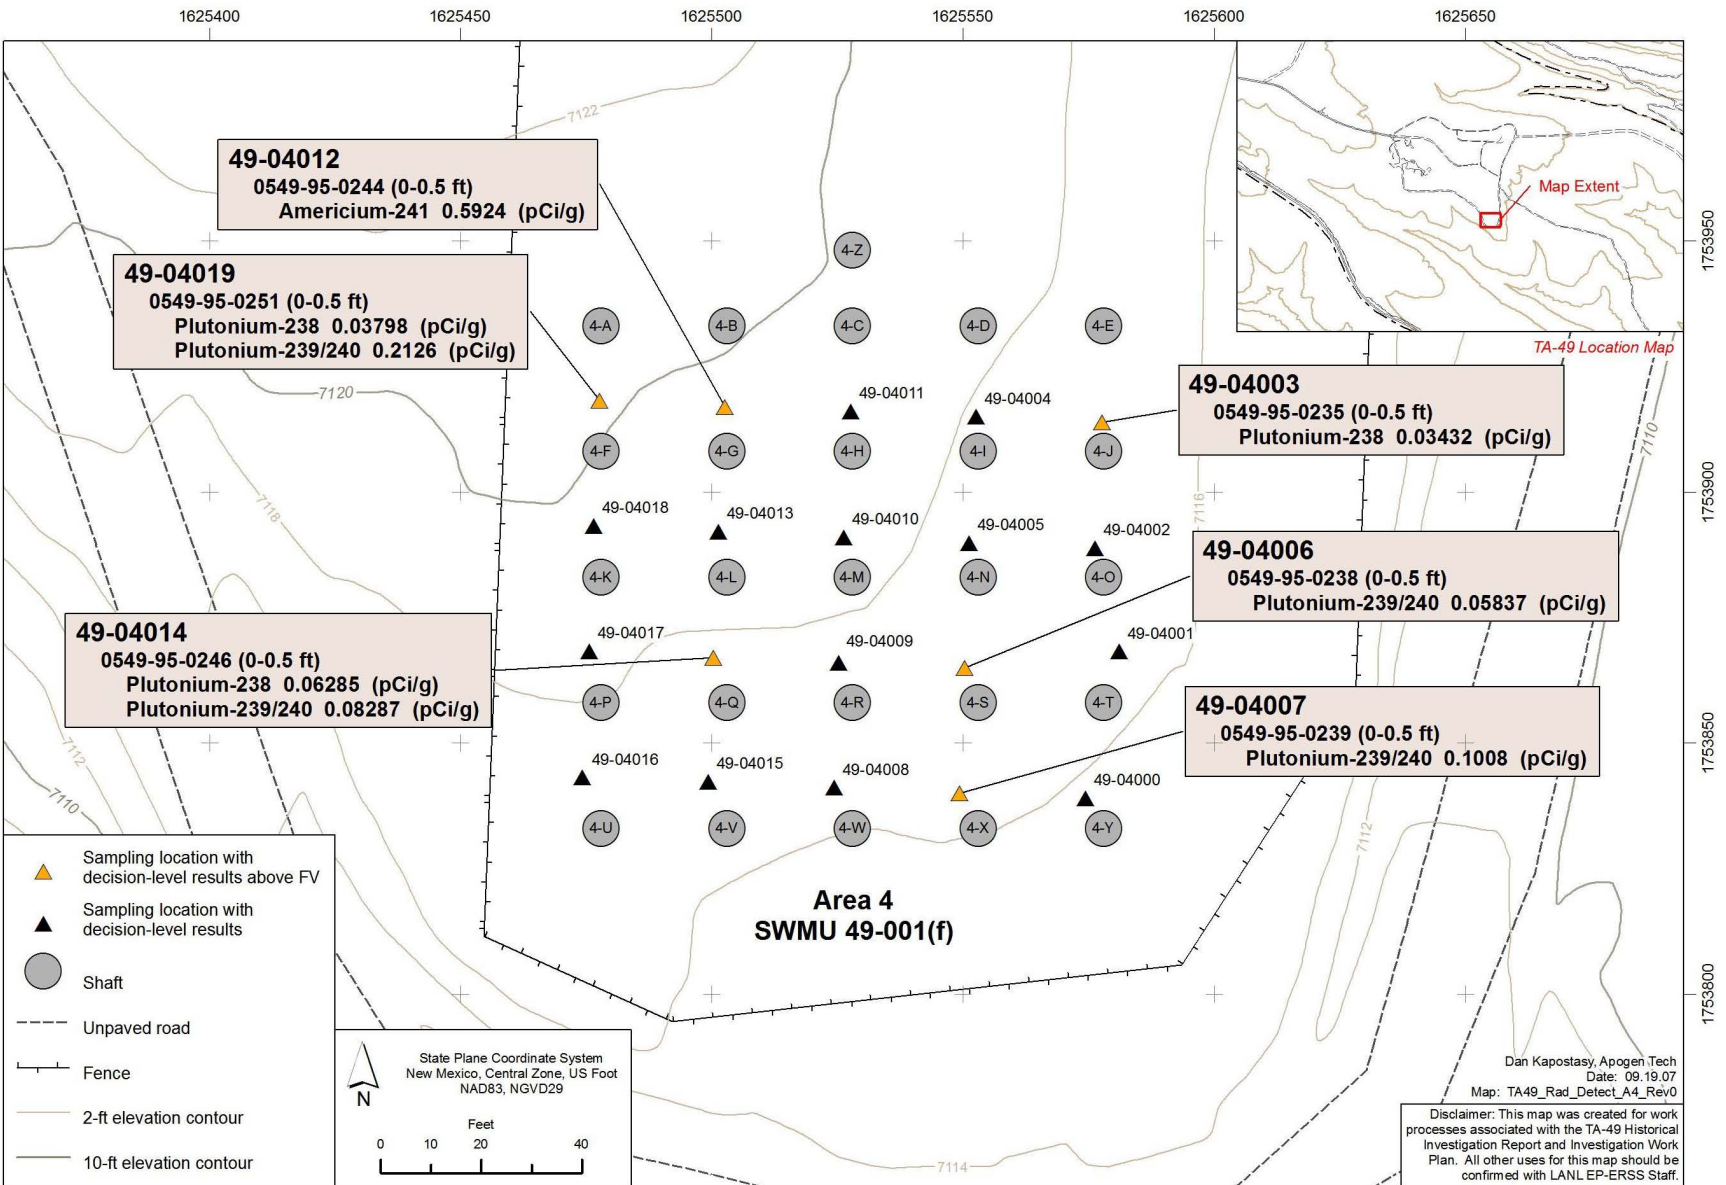 1625400
1625450
1625500
1625550
1625600
1625650
7122
Map Extent
TA-49 Location Map
1753950
1753900
1753850
1753800
49-04012
0549-95-0244 (0-0.5 ft)
Americium-241 0.5924 (pCi/g)
49-04019
0549-95-0251 (0-0.5 ft)
Plutonium-238 0.03798 (pCi/g)
Plutonium-239/240 0.2126 (pCi/g)
4-Z
4-A
4-B
4-C
4-D
4-E
7120
49-04011
49-04004
49-04003
0549-95-0235 (0-0.5 ft)
Plutonium-238 0.03432 (pCi/g)
7110
4-F
4-G
4-H
4-I
4-J
7118
7116
49-04018
49-04013
49-04010
49-04005
49-04002
4-K
4-L
4-M
4-N
4-O
49-04006
0549-95-0238 (0-0.5 ft)
Plutonium-239/240 0.05837 (pCi/g)
49-04014
0549-95-0246 (0-0.5 ft)
Plutonium-238 0.06285 (pCi/g)
Plutonium-239/240 0.08287 (pCi/g)
49-04017
49-04009
49-04001
4-P
4-Q
4-R
4-S
4-T
49-04007
0549-95-0239 (0-0.5 ft)
Plutonium-239/240 0.1008 (pCi/g)
7112
7110
49-04016
49-04015
49-04008
49-04000
4-U
4-V
4-W
4-X
4-Y
7112
Area 4
SWMU 49-001(f)
Sampling location with
decision-level results above FV
Sampling location with
decision-level results
Shaft
Unpaved road
Fence
2-ft elevation contour
10-ft elevation contour
N
State Plane Coordinate System
New Mexico, Central Zone, US Foot
NAD83, NGVD29
Feet
0 10 20 40
7114
Dan Kapostasy, Apogen Tech
Date: 09.19.07
Map: TA49_Rad_Detect_A4_Rev0
Disclaimer: This map was created for work
processes associated with the TA-49 Historical
Investigation Report and Investigation Work
Plan. All other uses for this map should be
confirmed with LANL EP-ERSS Staff.